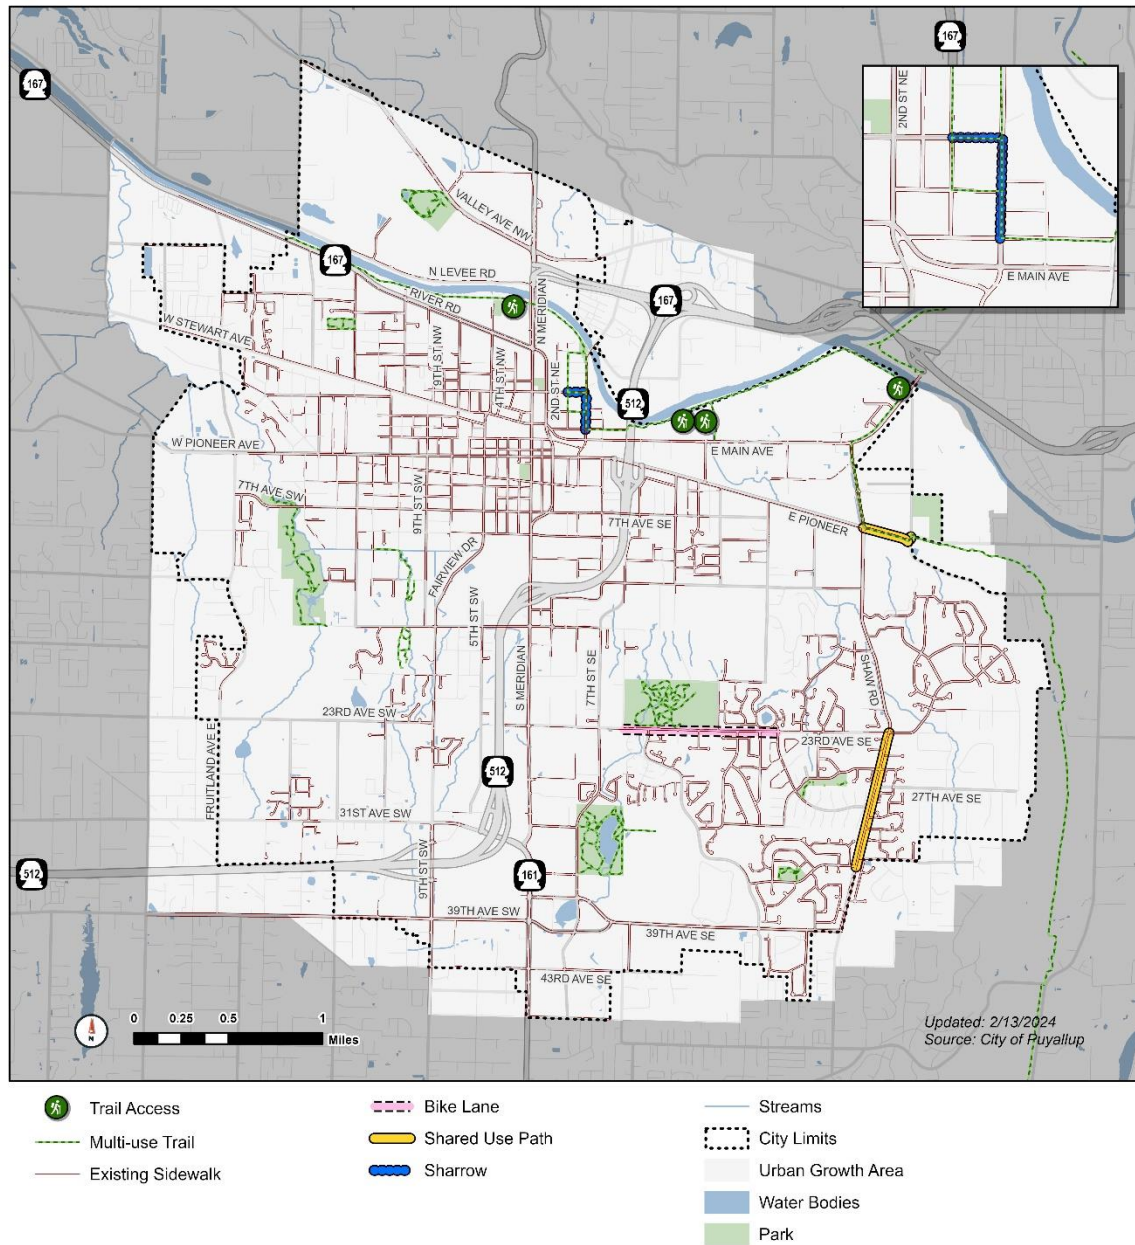 167
167
2ND ST NE
E MAIN AVE
VALLEY AVE NW
167
N LEVEE RD
RIVER RD
N MERIDIAN
167
W STEWART AVE
9TH ST NW
4TH ST NW
2ND ST NE
512
W PIONEER AVE
E MAIN AVE
7TH AVE SW
9TH ST SW
7TH AVE SE
E PIONEER
FAIRVIEW DR
5TH ST SW
S MERIDIAN
7TH ST SE
SHAW RD
23RD AVE SW
23RD AVE SE
FRUITLAND AVE E
512
27TH AVE SE
31ST AVE SW
512
9TH ST SW
161
39TH AVE SW
39TH AVE SE
43RD AVE SE
N
0 0.25 0.5 1
Miles
Updated: 2/13/2024
Source: City of Puyallup
Trail Access
Multi-use Trail
Existing Sidewalk
Bike Lane
Shared Use Path
Sharrow
Streams
City Limits
Urban Growth Area
Water Bodies
Park